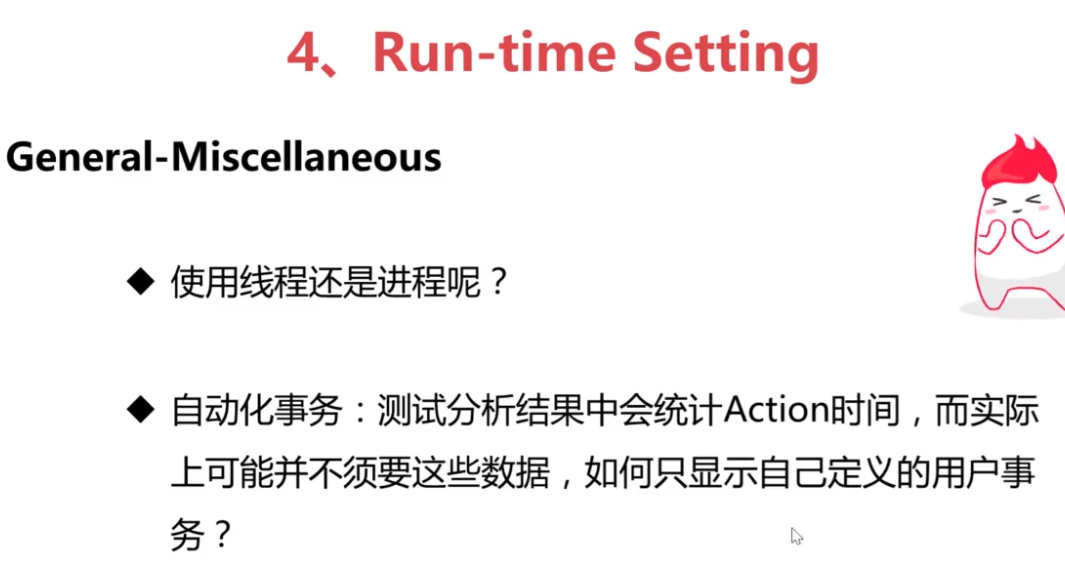 4、Run-time Setting
General-Miscellaneous
◆ 使用线程还是进程呢？
◆ 自动化事务：测试分析结果中会统计Action时间，而实际
上可能并不须要这些数据，如何只显示自己定义的用户事
务？